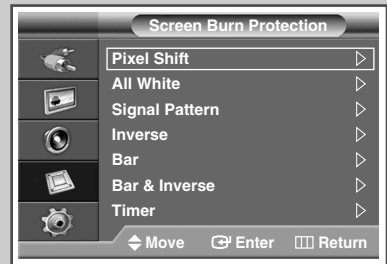 Screen Burn Protection
Pixel Shift
All White
Signal Pattern
Inverse
Bar
Bar & Inverse
Timer
Move Enter Return